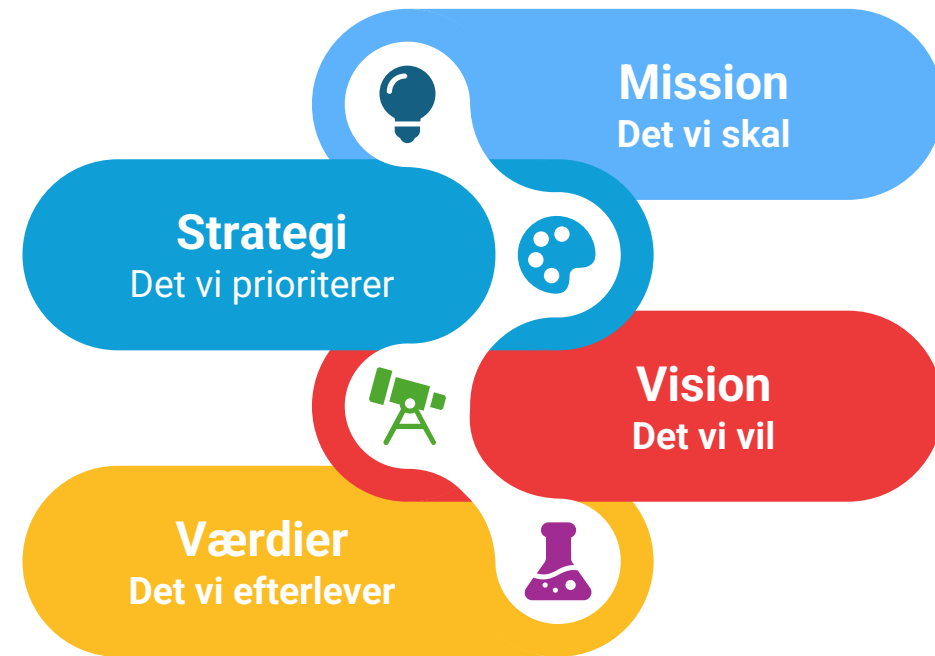 Mission
Det vi skal
Strategi
Det vi prioriterer
Vision
Det vi vil
Værdier
Det vi efterlever